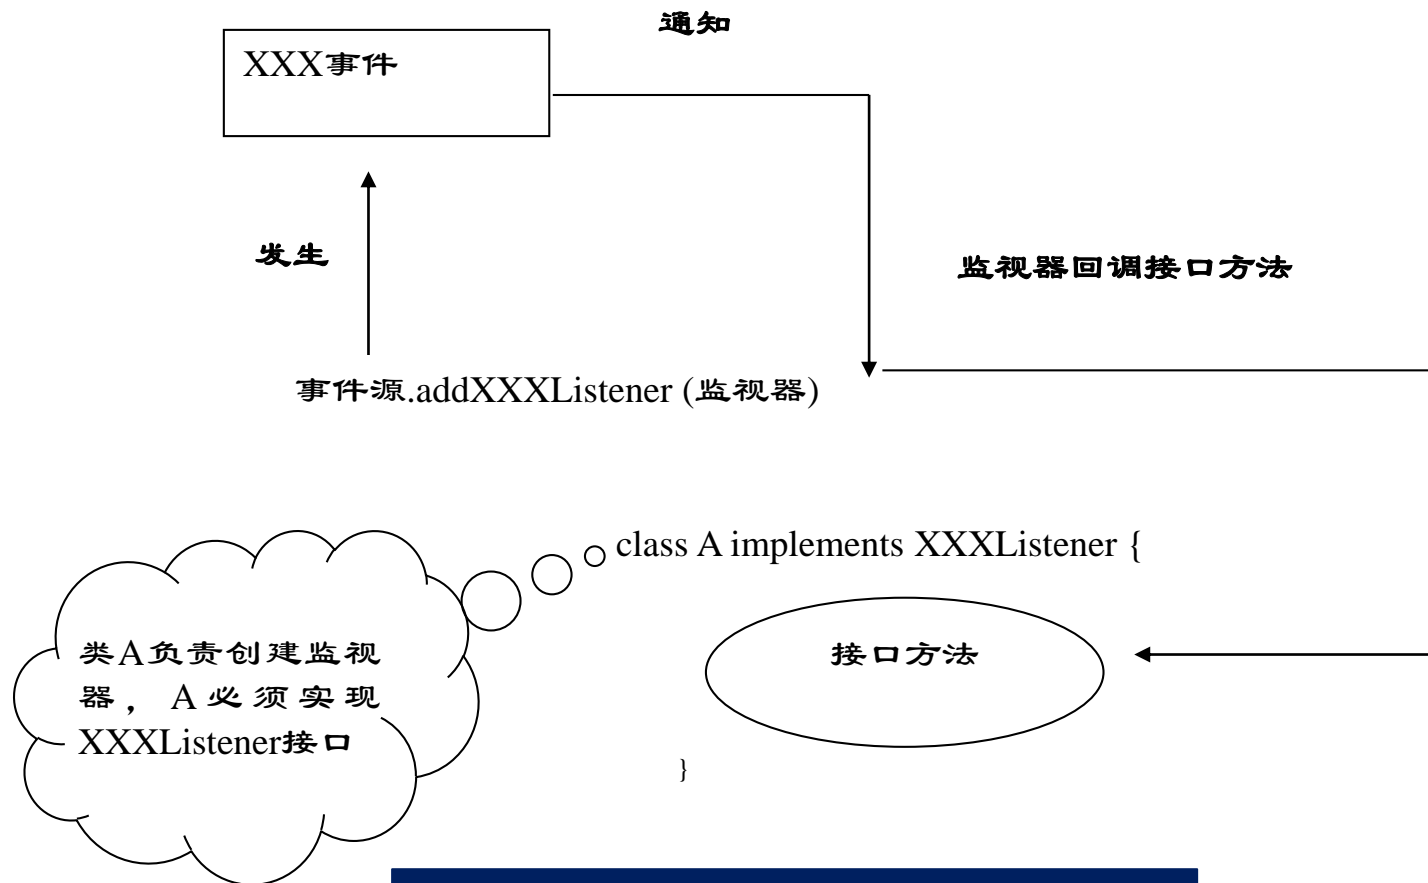 通知
XXX事件
发生
监视器回调接口方法
事件源.addXXXListener (监视器)
class A implements XXXListener {
类A负责创建监视
器，A必须实现
XXXListener接口
接口方法
}